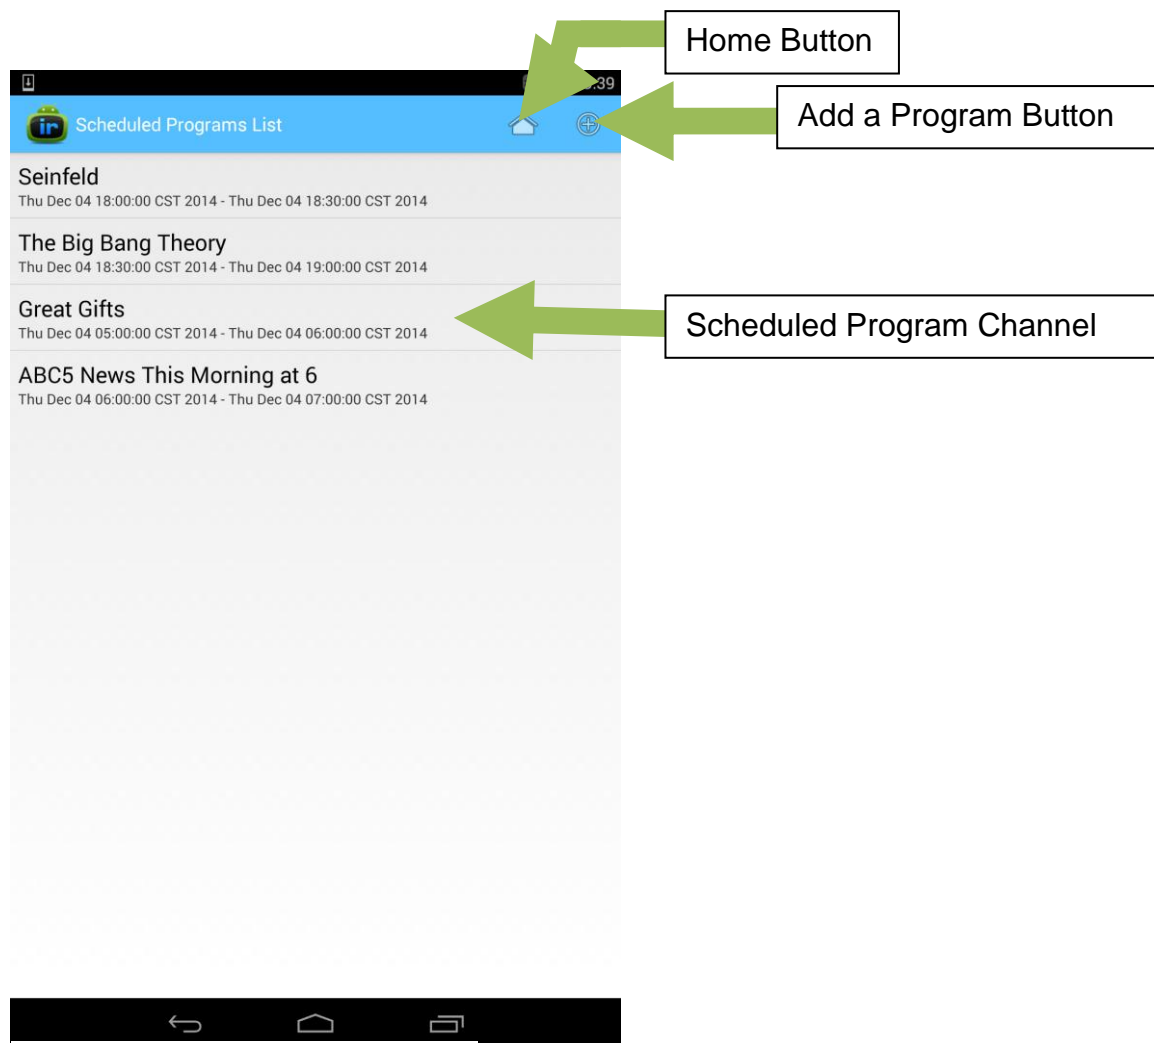 Home Button
:39
ir Scheduled Programs List
Add a Program Button
Seinfeld
Thu Dec 04 18:00:00 CST 2014 - Thu Dec 04 18:30:00 CST 2014
The Big Bang Theory
Thu Dec 04 18:30:00 CST 2014 - Thu Dec 04 19:00:00 CST 2014
Great Gifts
Thu Dec 04 05:00:00 CST 2014 - Thu Dec 04 06:00:00 CST 2014
Scheduled Program Channel
ABC5 News This Morning at 6
Thu Dec 04 06:00:00 CST 2014 - Thu Dec 04 07:00:00 CST 2014